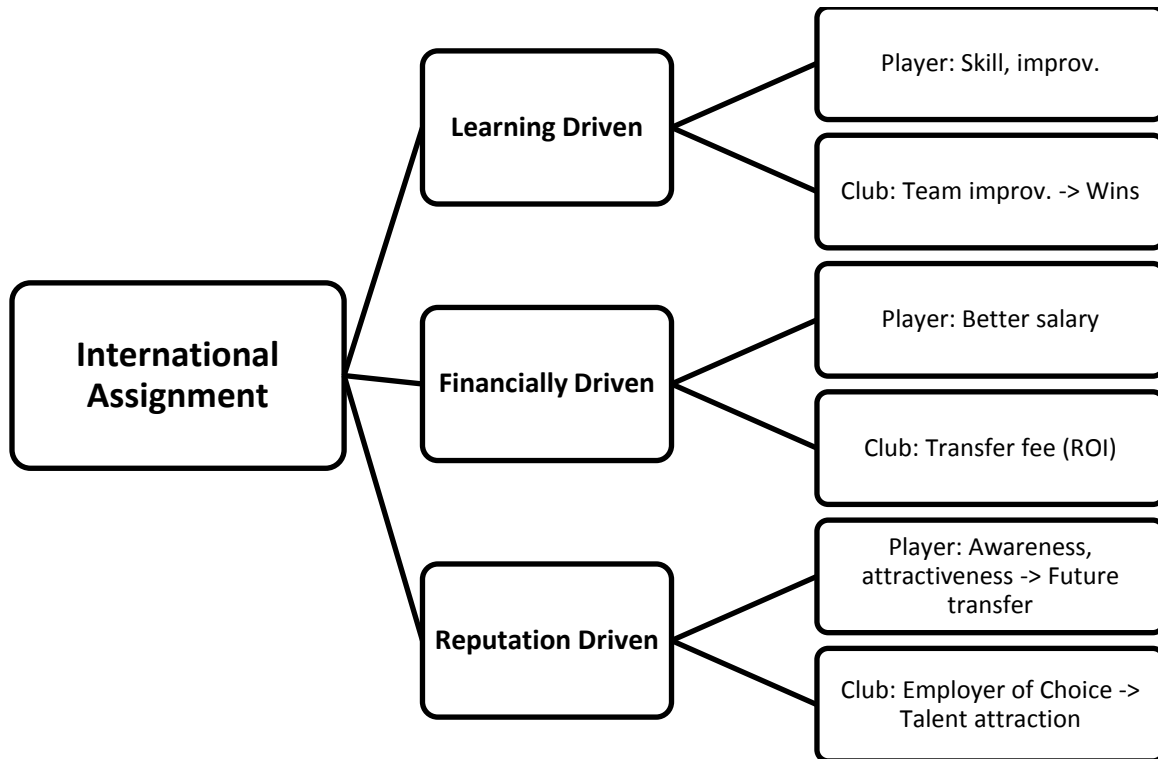 International
Assignment
Learning Driven
Player: Skill, improv.
Club: Team improv. -> Wins
Financially Driven
Player: Better salary
Club: Transfer fee (ROI)
Reputation Driven
Player: Awareness,
attractiveness -> Future
transfer
Club: Employer of Choice ->
Talent attraction